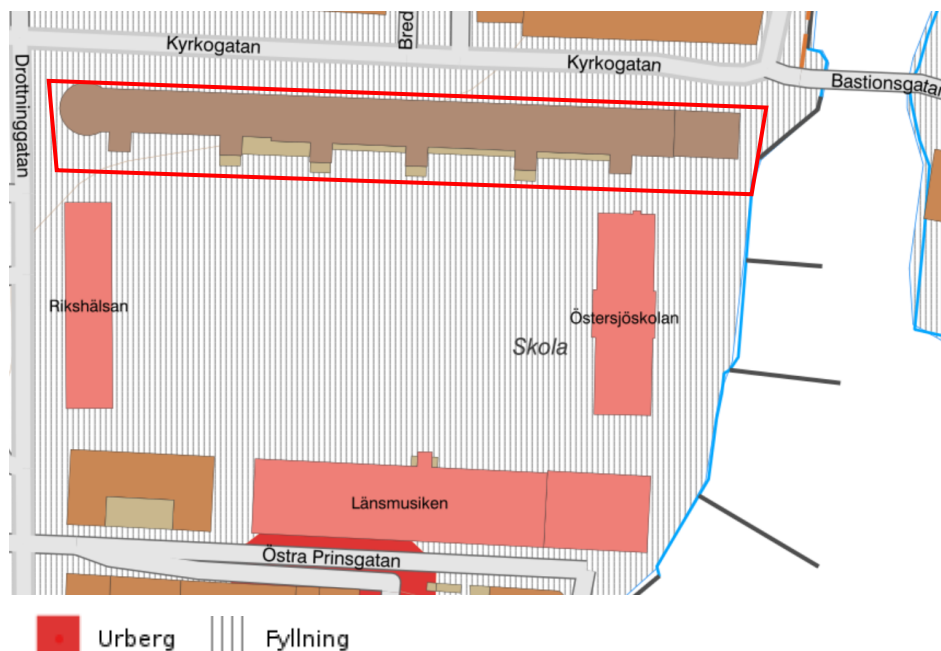 Bred
Kyrkogatan
Kyrkogatan
Bastionsgatan
Drottninggatan
Rikshälsan
Östersjöskolan
Skola
Länsmusiken
Östra Prinsgatan
Urberg
Fyllning